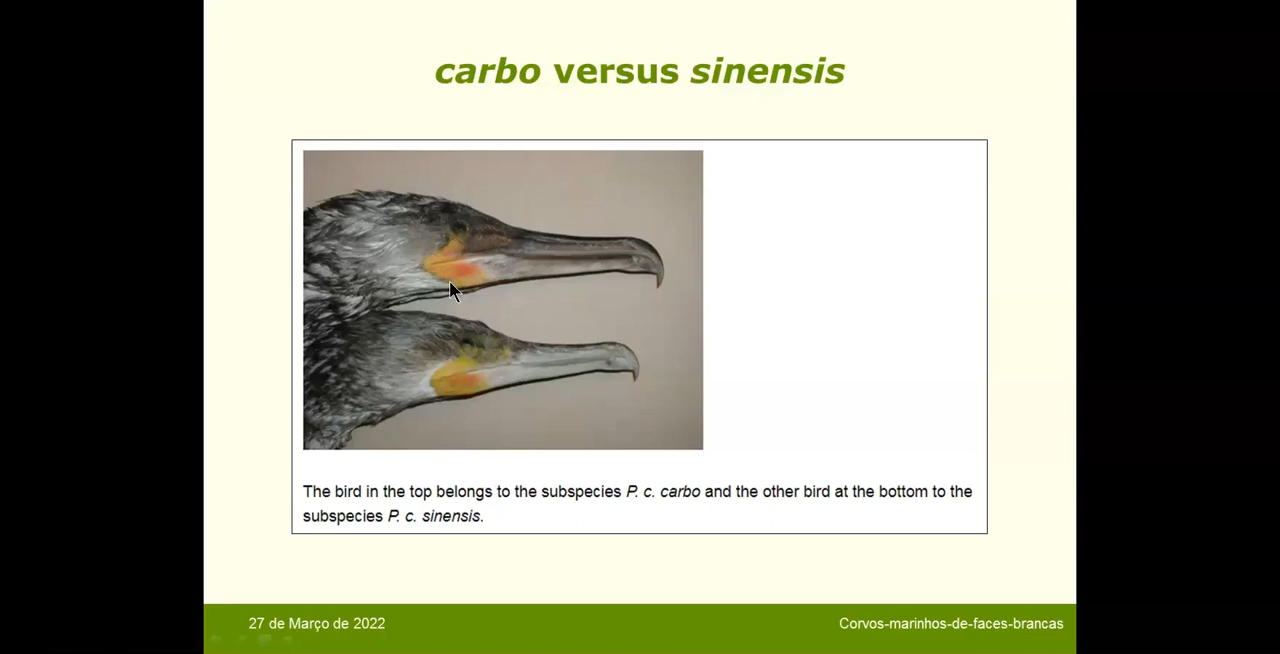 carbo versus sinensis
The bird in the top belongs to the subspecies P. c. carbo and the other bird at the bottom to the
subspecies P. c. sinensis.
27 de Março de 2022
Corvos-marinhos-de-faces-brancas